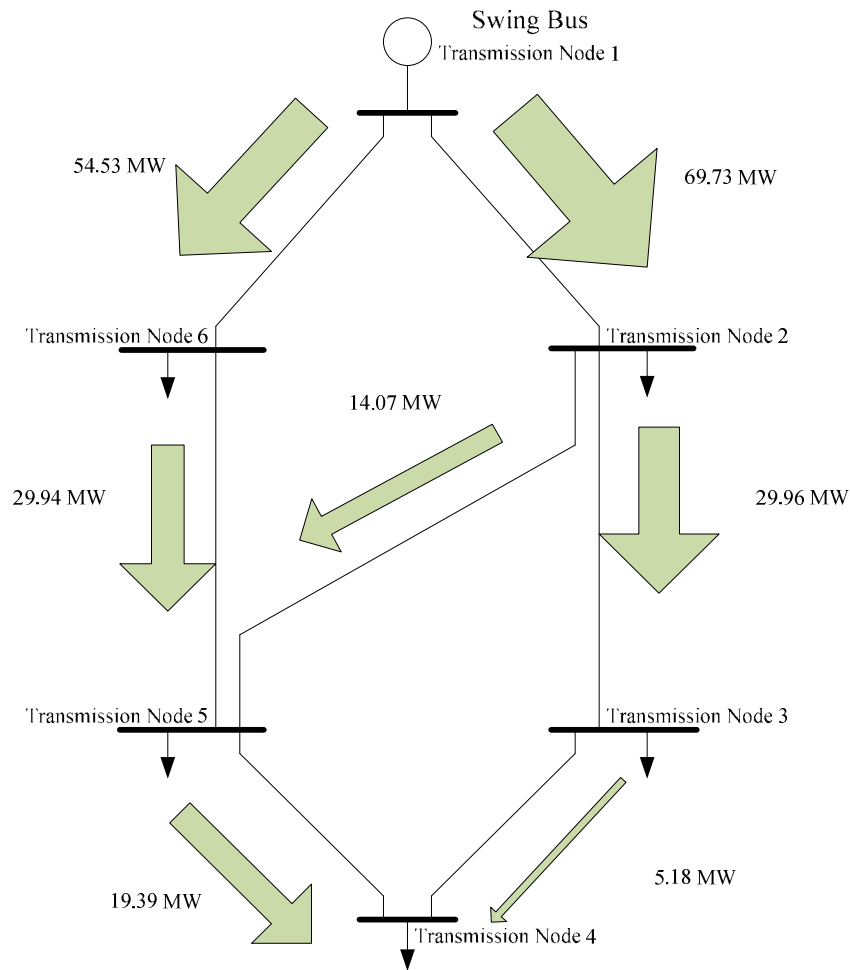 Swing Bus
Transmission Node 1
54.53 MW
69.73 MW
Transmission Node 6
Transmission Node 2
14.07 MW
29.94 MW
29.96 MW
Transmission Node 5
Transmission Node 3
19.39 MW
5.18 MW
Transmission Node 4